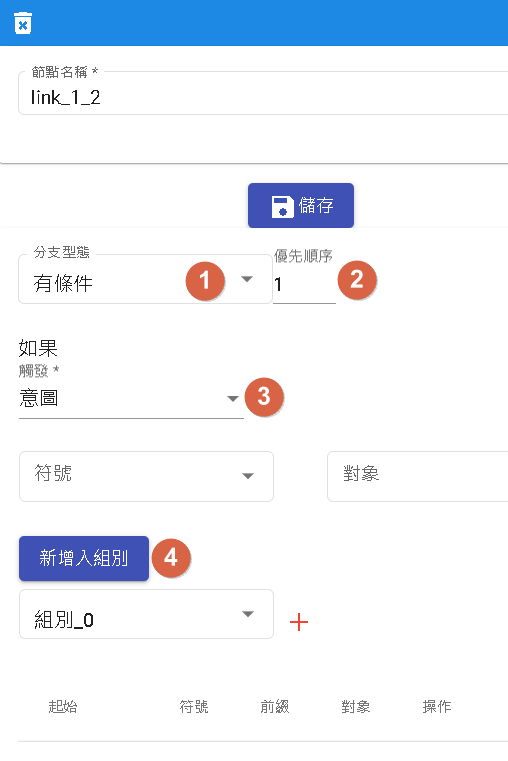 節點名稱 *
link_1_2
儲存
分支型態
有條件
1
優先順序
1
2
如果
觸發 *
意圖
3
符號
對象
新增入組別
4
組別_0
起始 符號 前綴 對象 操作